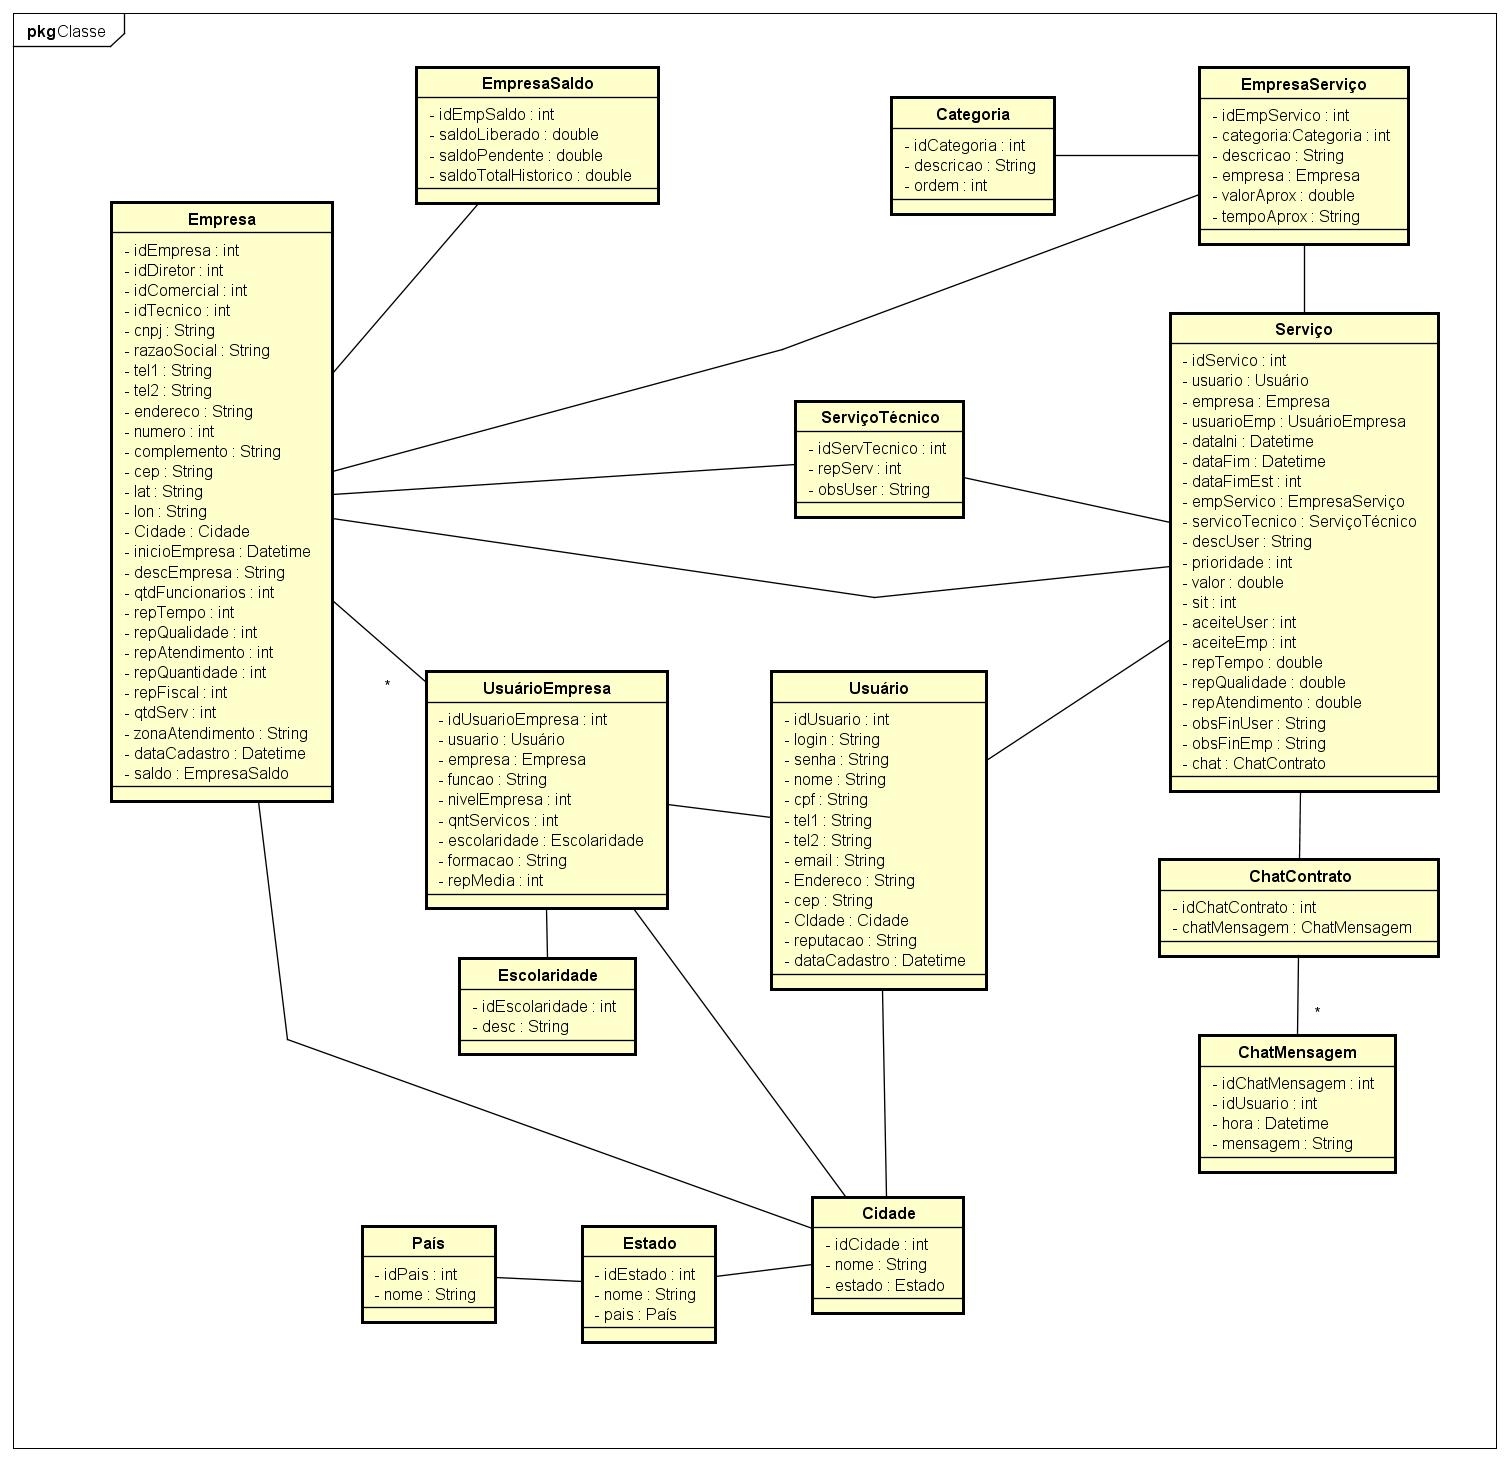 pkgClasse
EmpresaSaldo
- idEmpSaldo : int
- saldoLiberado : double
- saldoPendente : double
- saldoTotalHistorico : double
Categoria
- idCategoria : int
- descricao : String
- ordem : int
EmpresaServiço
- idEmpServico : int
- categoria:Categoria : int
- descricao : String
- empresa : Empresa
- valorAprox : double
- tempoAprox : String
Empresa
- idEmpresa : int
- idDiretor : int
- idComercial : int
- idTecnico : int
- cnpj : String
- razaoSocial : String
- tel1 : String
- tel2 : String
- endereco : String
- numero : int
- complemento : String
- cep : String
- lat : String
- lon : String
- Cidade : Cidade
- inicioEmpresa : Datetime
- descEmpresa : String
- qtdFuncionarios : int
- repTempo : int
- repQualidade : int
- repAtendimento : int
- repQuantidade : int
- repFiscal : int
- qtdServ : int
- zonaAtendimento : String
- dataCadastro : Datetime
- saldo : EmpresaSaldo
ServiçoTécnico
- idServTecnico : int
- repServ : int
- obsUser : String
Serviço
- idServico : int
- usuario : Usuário
- empresa : Empresa
- usuarioEmp : UsuárioEmpresa
- dataIni : Datetime
- dataFim : Datetime
- dataFimEst : int
- empServico : EmpresaServiço
- servicoTecnico : ServiçoTécnico
- descUser : String
- prioridade : int
- valor : double
- sit : int
- aceiteUser : int
- aceiteEmp : int
- repTempo : double
- repQualidade : double
- repAtendimento : double
- obsFinUser : String
- obsFinEmp : String
- chat : ChatContrato
*
UsuárioEmpresa
- idUsuarioEmpresa : int
- usuario : Usuário
- empresa : Empresa
- funcao : String
- nivelEmpresa : int
- qntServicos : int
- escolaridade : Escolaridade
- formacao : String
- repMedia : int
Usuário
- idUsuario : int
- login : String
- senha : String
- nome : String
- cpf : String
- tel1 : String
- tel2 : String
- email : String
- Endereco : String
- cep : String
- CIdade : Cidade
- reputacao : String
- dataCadastro : Datetime
ChatContrato
- idChatContrato : int
- chatMensagem : ChatMensagem
Escolaridade
- idEscolaridade : int
- desc : String
*
ChatMensagem
- idChatMensagem : int
- idUsuario : int
- hora : Datetime
- mensagem : String
Cidade
- idCidade : int
- nome : String
- estado : Estado
País
- idPais : int
- nome : String
Estado
- idEstado : int
- nome : String
- pais : País